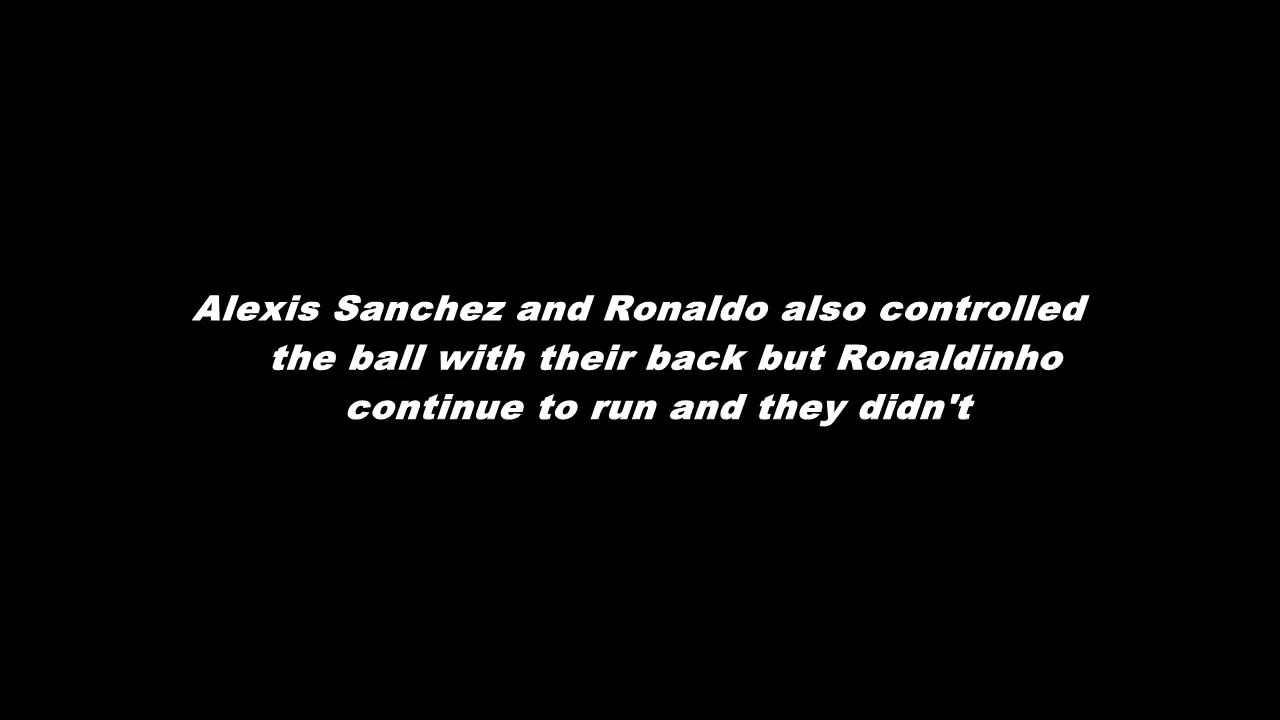 Alexis Sanchez and Ronaldo also controlled
the ball with their back but Ronaldinho
continue to run and they didn't